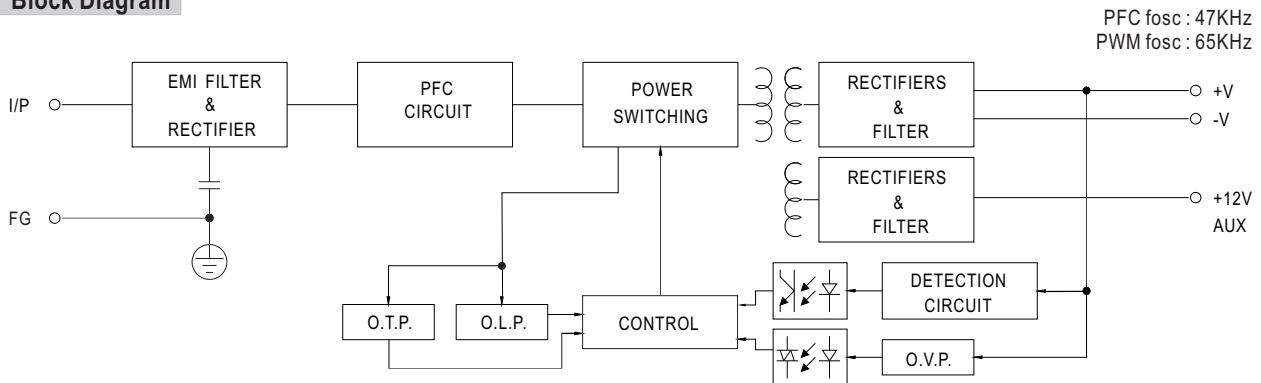 Block Diagram
PFC fosc : 47KHz
PWM fosc : 65KHz
I/P
EMI FILTER
&
RECTIFIER
PFC
CIRCUIT
POWER
SWITCHING
RECTIFIERS
&
FILTER
+V
-V
RECTIFIERS
&
FILTER
+12V
AUX
FG
DETECTION
CIRCUIT
O.T.P.
O.L.P.
CONTROL
O.V.P.